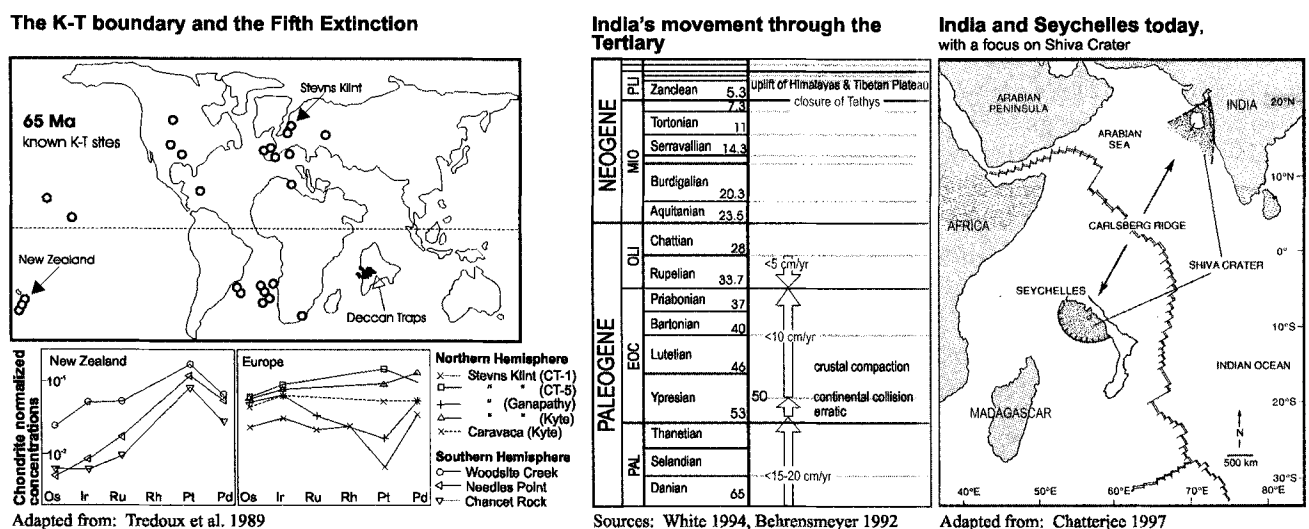 The K-T boundary and the Fifth Extinction
65 Ma
known K-T sites
Stevns Klint
New Zealand
Deccan Traps
Chondrite normalized
concentrations
New Zealand
10⁻¹
10⁻²
Os Ir Ru Rh Pt Pd
Europe
Os Ir Ru Rh Pt Pd
Northern Hemisphere
Stevns Klint (CT-1)
" " (CT-5)
" " (Ganapathy)
" " (Kyte)
Caravaca (Kyte)
Southern Hemisphere
Woodsite Creek
Needles Point
Chancet Rock
Adapted from: Tredoux et al. 1989
India's movement through the
Tertiary
NEOGENE
PALEOGENE
PLI
MIO
OLI
EOC
PAL
Zanclean 5.3
7.3
Tortonian 11
Serravallian 14.3
Burdigalian 20.3
Aquitanian 23.5
Chattian 28
Rupelian 33.7
Priabonian 37
Bartonian 40
Lutelian 46
Ypresian 53
Thanetian
Selandian
Danian 65
uplift of Himalayas & Tibetan Plateau
closure of Tethys
<5 cm/yr
<10 cm/yr
crustal compaction
50
continental collision
erratic
<15-20 cm/yr
Sources: White 1994, Behrensmeyer 1992
India and Seychelles today,
with a focus on Shiva Crater
ARABIAN
PENINSULA
INDIA
20°N
ARABIAN
SEA
10°N
AFRICA
CARLSBERG RIDGE
0°
SHIVA CRATER
SEYCHELLES
10°S
INDIAN OCEAN
MADAGASCAR
20°S
N
500 km
30°S
40°E 50°E 60°E 70°E 80°E
Adapted from: Chatterjee 1997